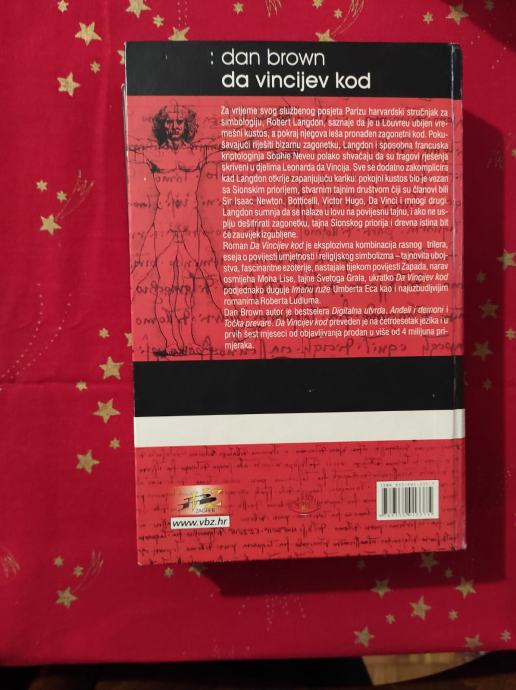 : dan brown
da vincijev kod
Za vrijeme svog službenog posjeta Parizu harvardski stručnjak za
simbologiju, Robert Langdon, saznaje da je u Louvreu ubijen vre-
mešni kustos, a pokraj njegova leša pronađen zagonetni kod. Poku-
šavajući riješiti bizarnu zagonetku, Langdon i sposobna francuska
kriptologinja Sophie Neveu polako shvaćaju da su tragovi rješenja
skriveni u djelima Leonarda da Vincija. Sve se dodatno zakomplicira
kad Langdon otkrije zapanjujuću kariku: pokojni kustos bio je vezan
sa Sionskim priorijem, stvarnim tajnim društvom čiji su članovi bili
Sir Isaac Newton, Botticelli, Victor Hugo, Da Vinci i mnogi drugi.
Langdon sumnja da se nalaze u lovu na povijesnu tajnu, i ako ne us-
piju dešifrirati zagonetku, tajna Sionskog priorija i drevna istina bit
će zauvijek izgubljene.
Roman Da Vincijev kod je eksplozivna kombinacija rasnog trilera,
eseja o povijesti umjetnosti i religijskog simbolizma – tajnovita uboj-
stva, fascinantne ezoterije, nastajale tijekom povijesti Zapada, narav
osmijeha Mona Lise, tajne Svetoga Grala, ukratko Da Vincijev kod
podjednako duguje Imenu ruže Umberta Eca kao i najuzbudljivijim
romanima Roberta Ludluma.
Dan Brown autor je bestselera Digitalna utvrda, Anđeli i demoni i
Točka prevare. Da Vincijev kod preveden je na četrdesetak jezika i u
prvih šest mjeseci od objavljivanja prodan u više od 4 milijuna pri-
mjeraka.
ZAGREB
www.vbz.hr